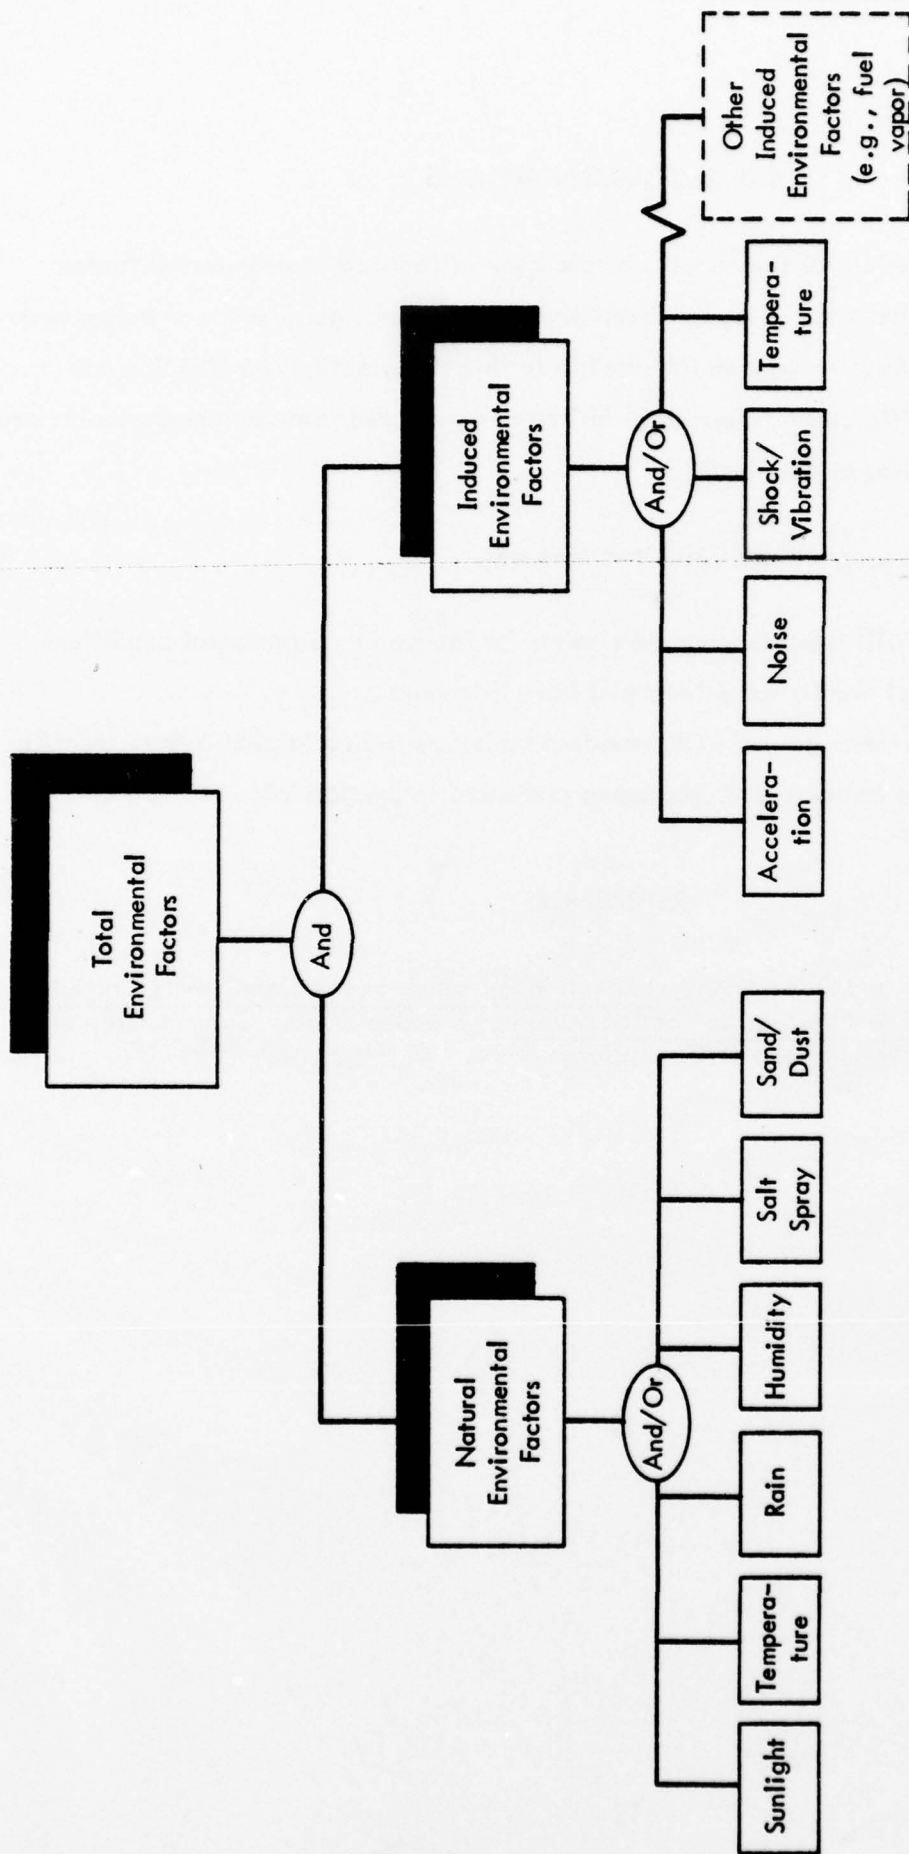 Total
Environmental
Factors
And
Natural
Environmental
Factors
Induced
Environmental
Factors
And/Or
And/Or
Sunlight
Tempera-
ture
Rain
Humidity
Salt
Spray
Sand/
Dust
Accelera-
tion
Noise
Shock/
Vibration
Tempera-
ture
Other
Induced
Environmental
Factors
(e.g., fuel
vapor)